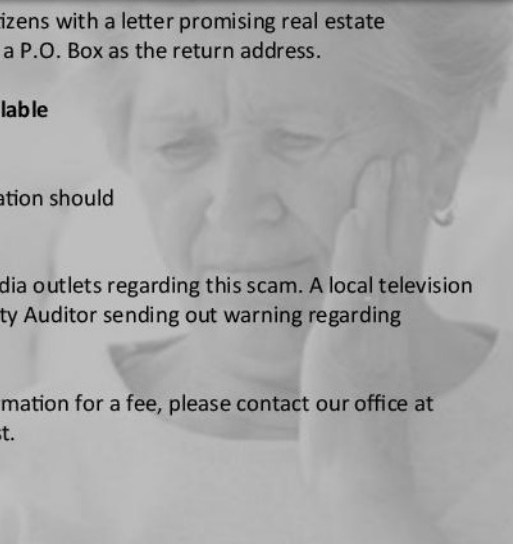 izens with a letter promising real estate
a P.O. Box as the return address.
lable
ation should
dia outlets regarding this scam. A local television
ty Auditor sending out warning regarding
mation for a fee, please contact our office at
st.